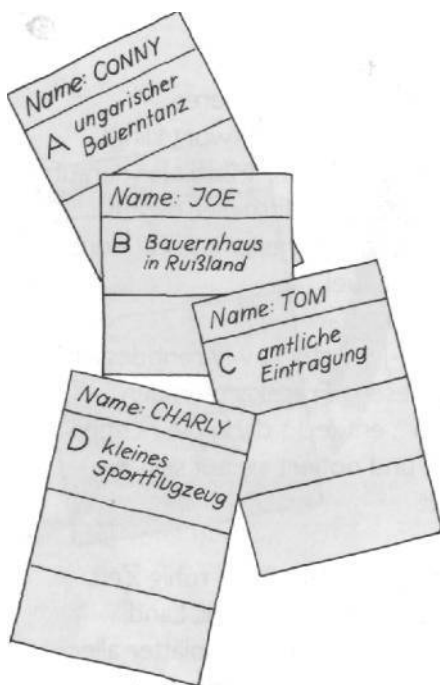 Name: CONNY
A ungarischer
Bauerntanz
Name: JOE
B Bauernhaus
in Rußland
Name: TOM
C amtliche
Eintragung
Name: CHARLY
D kleines
Sportflugzeug